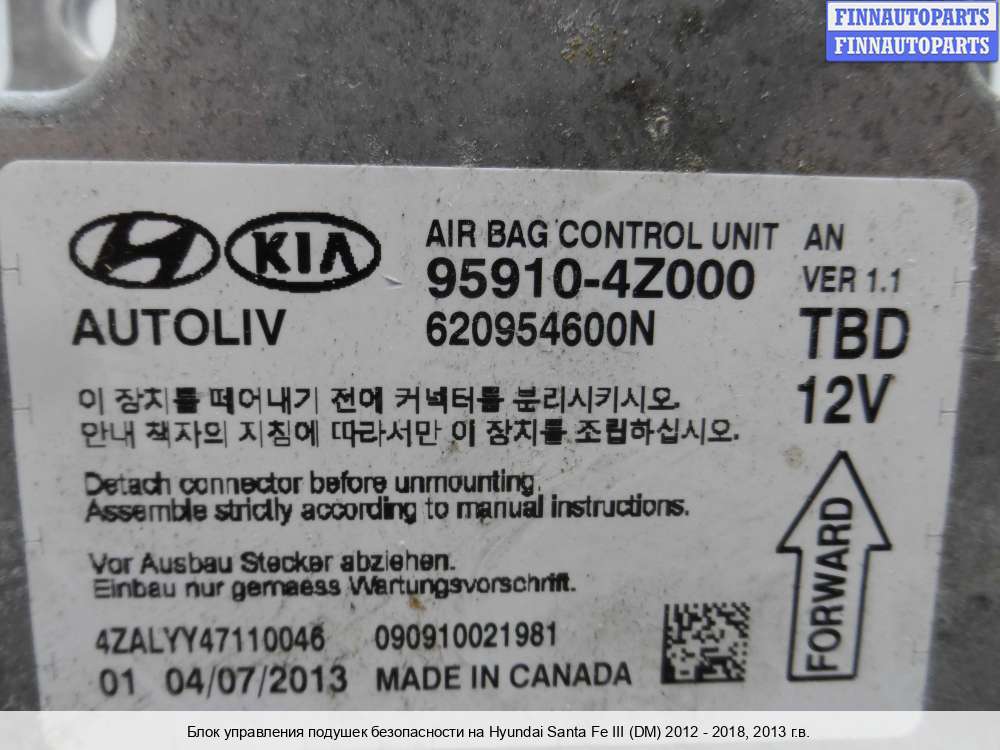 FINNAUTOPARTS
FINNAUTOPARTS
KIA
AIR BAG CONTROL UNIT AN
95910-4Z000 VER 1.1
AUTOLIV 620954600N TBD
12V
이 장치를 떼어내기 전에 커넥터를 분리시키시오.
안내 책자의 지침에 따라서만 이 장치를 조립하십시오.
Detach connector before unmounting.
Assemble strictly according to manual instructions.
FORWARD
Vor Ausbau Stecker abziehen.
Einbau nur gemaess Wartungsvorschrift.
4ZALYY47110046 090910021981
01 04/07/2013 MADE IN CANADA
Блок управления подушек безопасности на Hyundai Santa Fe III (DM) 2012 - 2018, 2013 г.в.